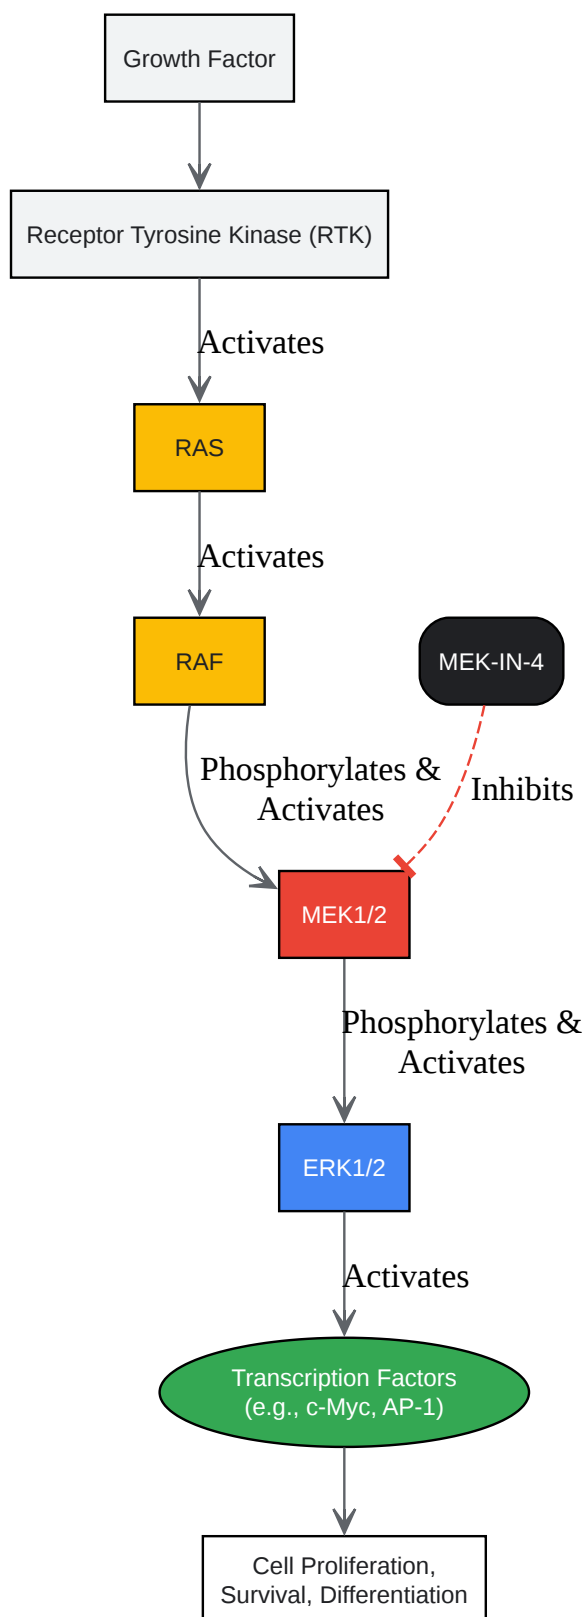 Growth Factor
Receptor Tyrosine Kinase (RTK)
Activates
RAS
Activates
RAF
MEK-IN-4
Phosphorylates &
Activates
Inhibits
MEK1/2
Phosphorylates &
Activates
ERK1/2
Activates
Transcription Factors
(e.g., c-Myc, AP-1)
Cell Proliferation,
Survival, Differentiation